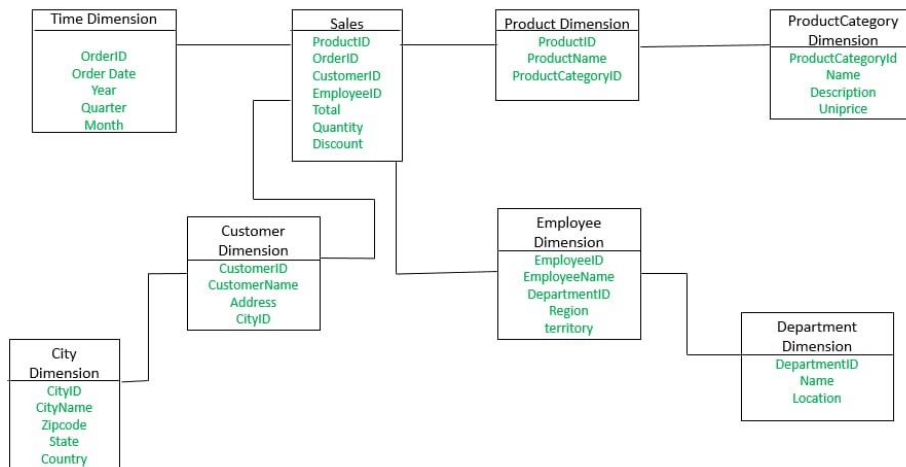 Time Dimension
OrderID
Order Date
Year
Quarter
Month
Sales
ProductID
OrderID
CustomerID
EmployeeID
Total
Quantity
Discount
Product Dimension
ProductID
ProductName
ProductCategoryID
ProductCategory
Dimension
ProductCategoryId
Name
Description
Uniprice
Customer
Dimension
CustomerID
CustomerName
Address
CityID
Employee
Dimension
EmployeeID
EmployeeName
DepartmentID
Region
territory
City
Dimension
CityID
CityName
Zipcode
State
Country
Department
Dimension
DepartmentID
Name
Location